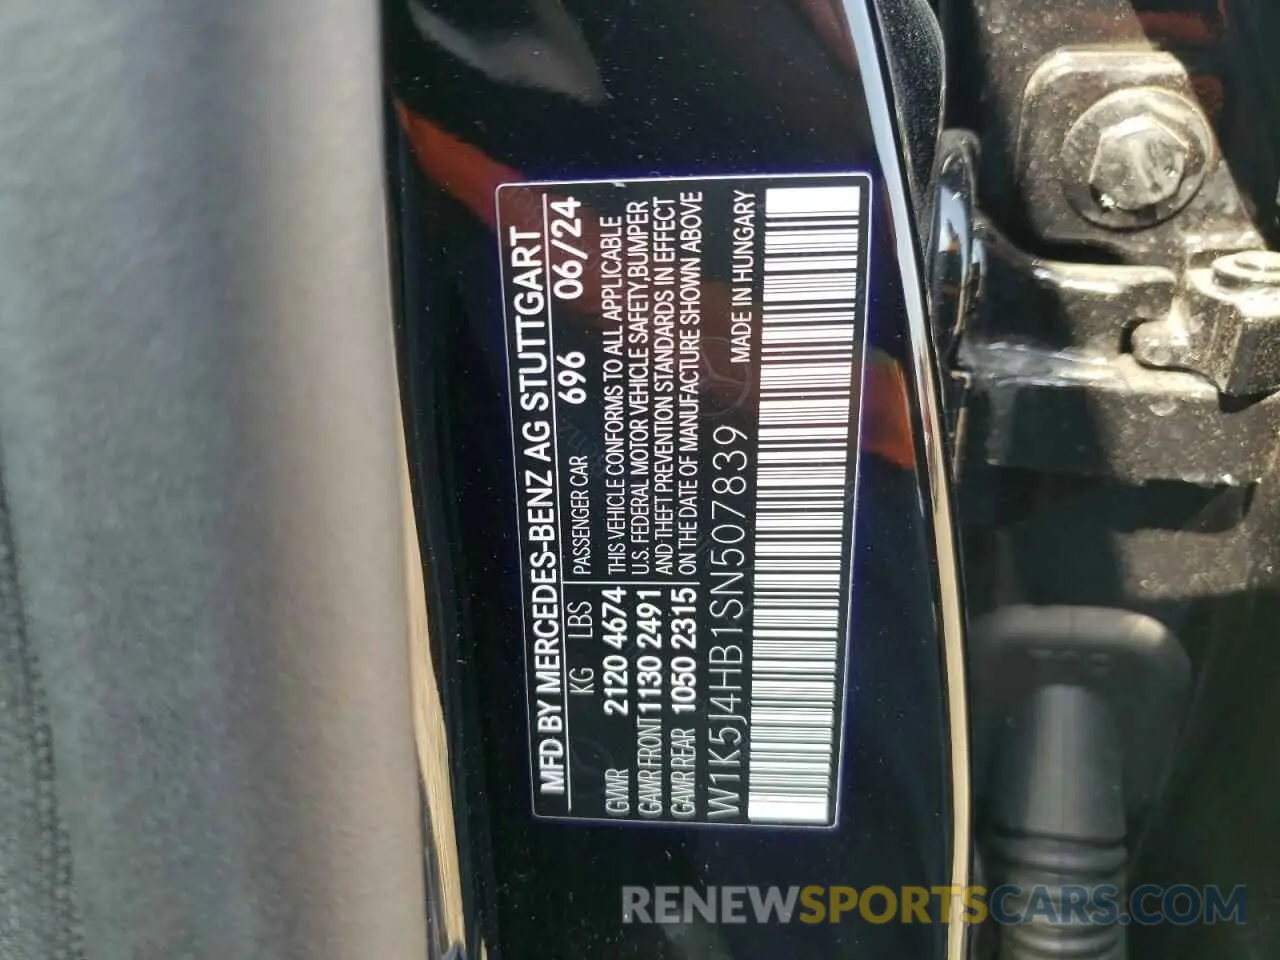 MFD BY MERCEDES-BENZ AG STUTTGART
KG LBS PASSENGER CAR 696 06/24
GVWR 2120 4674 THIS VEHICLE CONFORMS TO ALL APPLICABLE
GAWR FRONT 1130 2491 U.S. FEDERAL MOTOR VEHICLE SAFETY, BUMPER
AND THEFT PREVENTION STANDARDS IN EFFECT
GAWR REAR 1050 2315 ON THE DATE OF MANUFACTURE SHOWN ABOVE
W1K5J4HB1SN507839 MADE IN HUNGARY
RENEWSPORTSCARS.COM